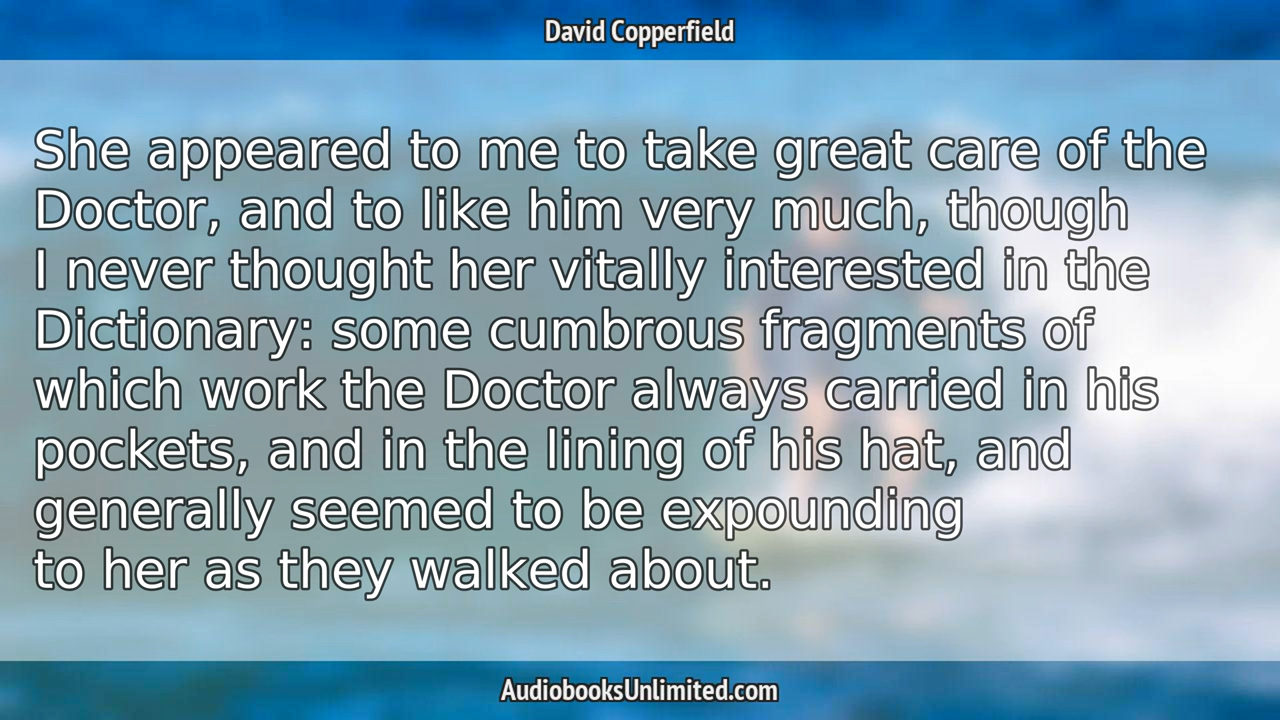 David Copperfield
She appeared to me to take great care of the
Doctor, and to like him very much, though
I never thought her vitally interested in the
Dictionary: some cumbrous fragments of
which work the Doctor always carried in his
pockets, and in the lining of his hat, and
generally seemed to be expounding
to her as they walked about.
AudiobooksUnlimited.com